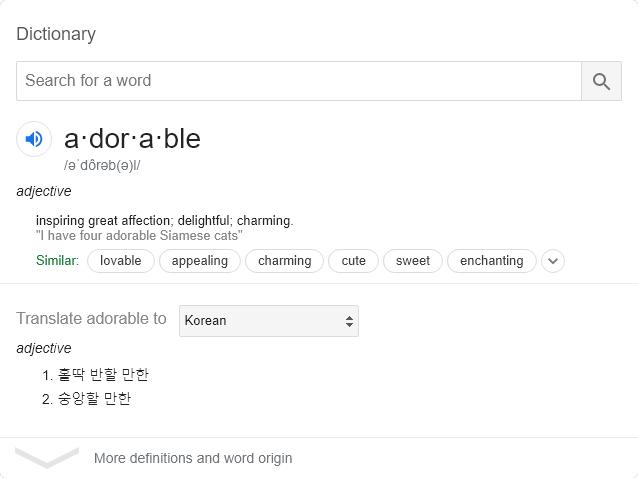 Dictionary
Search for a word
a·dor·a·ble
/əˈdôrəb(ə)l/
adjective
inspiring great affection; delightful; charming.
"I have four adorable Siamese cats"
Similar: lovable appealing charming cute sweet enchanting
Translate adorable to Korean
adjective
1. 홀딱 반할 만한
2. 숭앙할 만한
More definitions and word origin